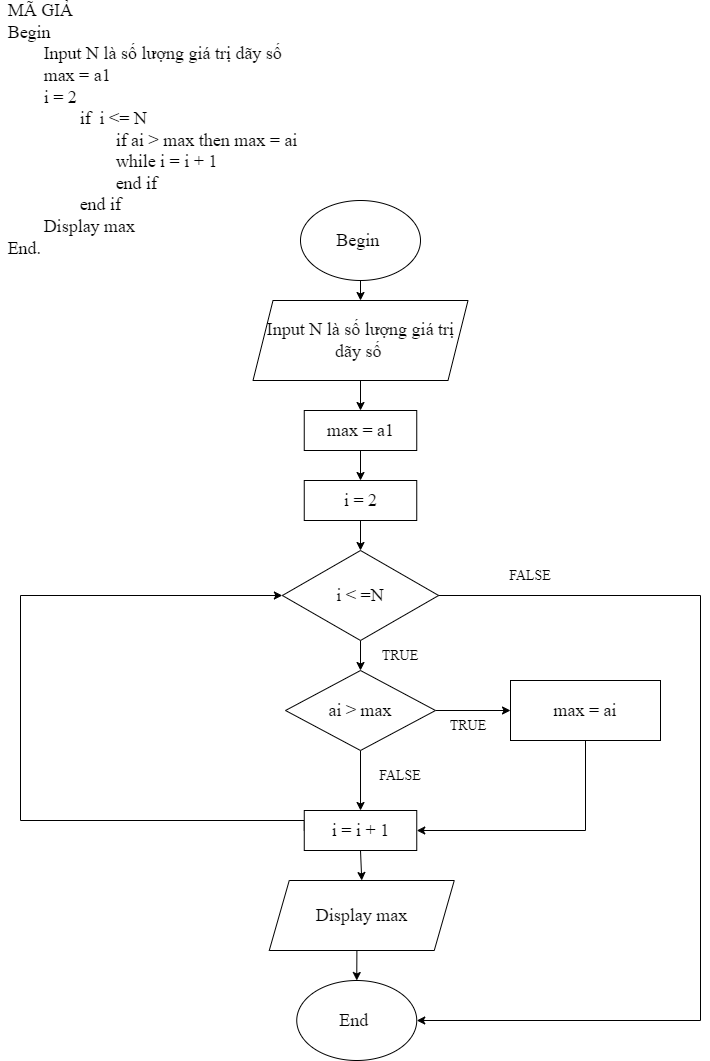 MÃ GIẢ
Begin
Input N là số lượng giá trị dãy số
max = a1
i = 2
if i <= N
if ai > max then max = ai
while i = i + 1
end if
end if
Display max
End.
Begin
Input N là số lượng giá trị
dãy số
max = a1
i = 2
i < =N
FALSE
TRUE
ai > max
TRUE
max = ai
FALSE
i = i + 1
Display max
End